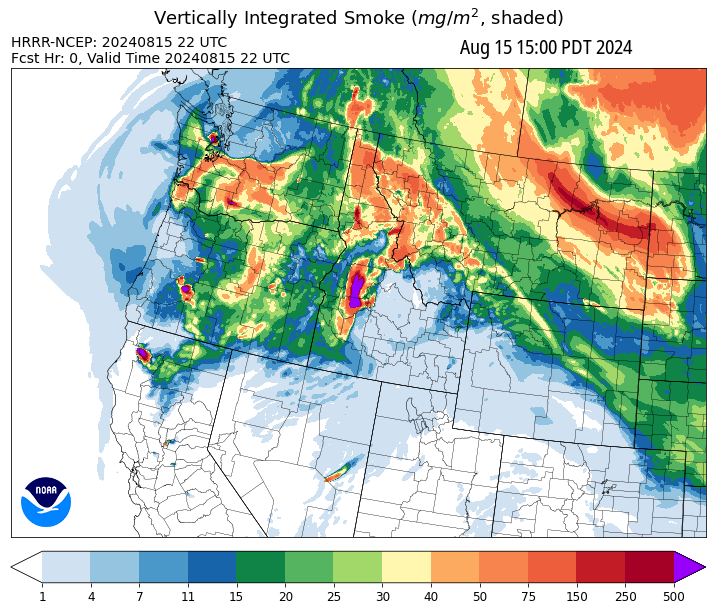 Vertically Integrated Smoke (mg/m², shaded)
HRRR-NCEP: 20240815 22 UTC
Fcst Hr: 0, Valid Time 20240815 22 UTC
Aug 15 15:00 PDT 2024
NOAA
1 4 7 11 15 20 25 30 40 50 75 150 250 500